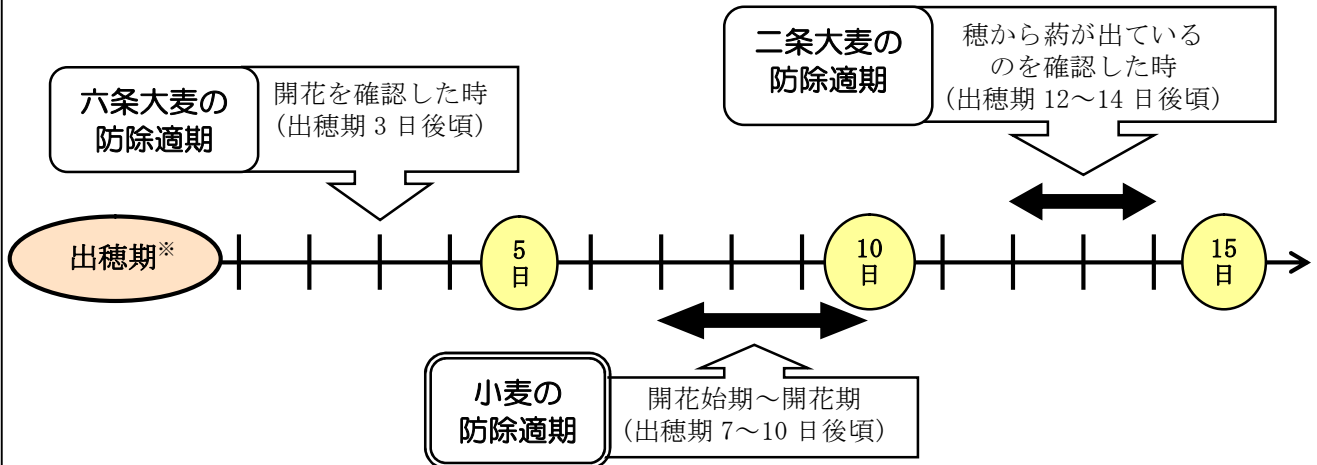 二条大麦の
防除適期
穂から葯が出ている
のを確認した時
（出穂期 12～14 日後頃）
六条大麦の
防除適期
開花を確認した時
（出穂期 3 日後頃）
出穂期※
5
日
10
日
15
日
小麦の
防除適期
開花始期～開花期
（出穂期 7～10 日後頃）